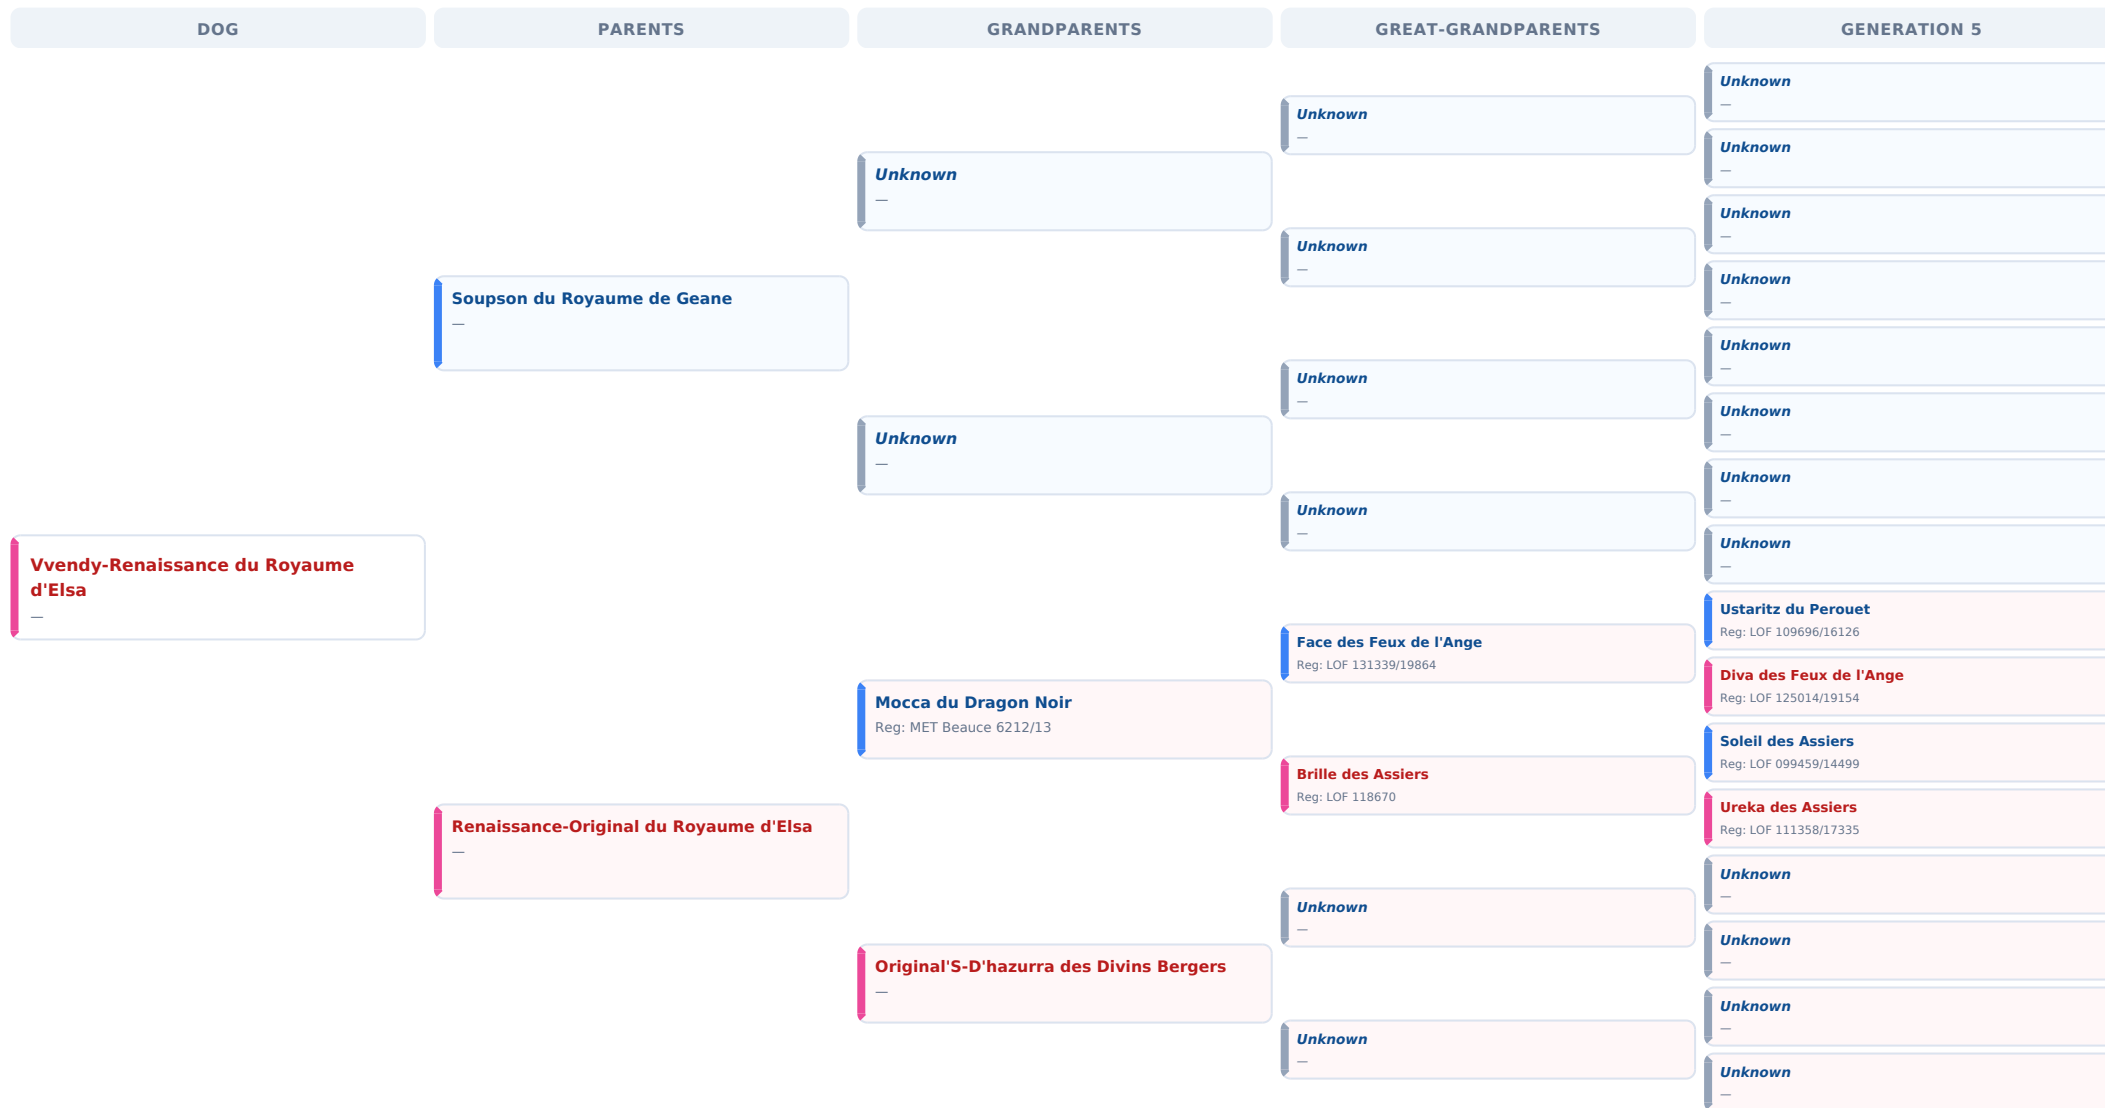 DOG
PARENTS
GRANDPARENTS
GREAT-GRANDPARENTS
GENERATION 5
Vvendy-Renaissance du Royaume
d'Elsa
—
Soupson du Royaume de Geane
—
Renaissance-Original du Royaume d'Elsa
—
Unknown
—
Unknown
—
Mocca du Dragon Noir
Reg: MET Beauce 6212/13
Original'S-D'hazurra des Divins Bergers
—
Unknown
—
Unknown
—
Unknown
—
Unknown
—
Face des Feux de l'Ange
Reg: LOF 131339/19864
Brille des Assiers
Reg: LOF 118670
Unknown
—
Unknown
—
Unknown
—
Unknown
—
Unknown
—
Unknown
—
Unknown
—
Unknown
—
Unknown
—
Unknown
—
Ustaritz du Perouet
Reg: LOF 109696/16126
Diva des Feux de l'Ange
Reg: LOF 125014/19154
Soleil des Assiers
Reg: LOF 099459/14499
Ureka des Assiers
Reg: LOF 111358/17335
Unknown
—
Unknown
—
Unknown
—
Unknown
—